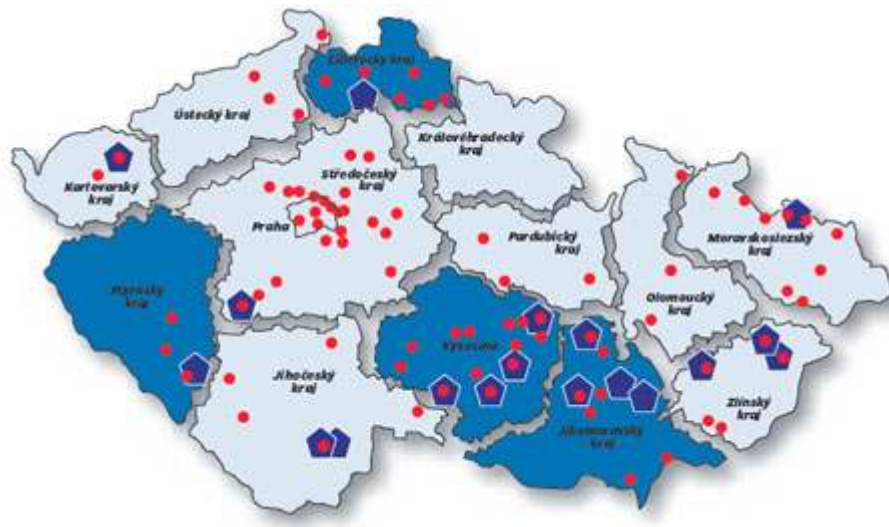 Liberecký kraj
Ústecký kraj
Královéhradecký
kraj
Karlovarský
kraj
Středočeský
kraj
Praha
Pardubický
kraj
Moravskoslezský
kraj
Plzeňský
kraj
Olomoucký
kraj
Vysočina
Jihočeský
kraj
Zlínský
kraj
Jihomoravský
kraj